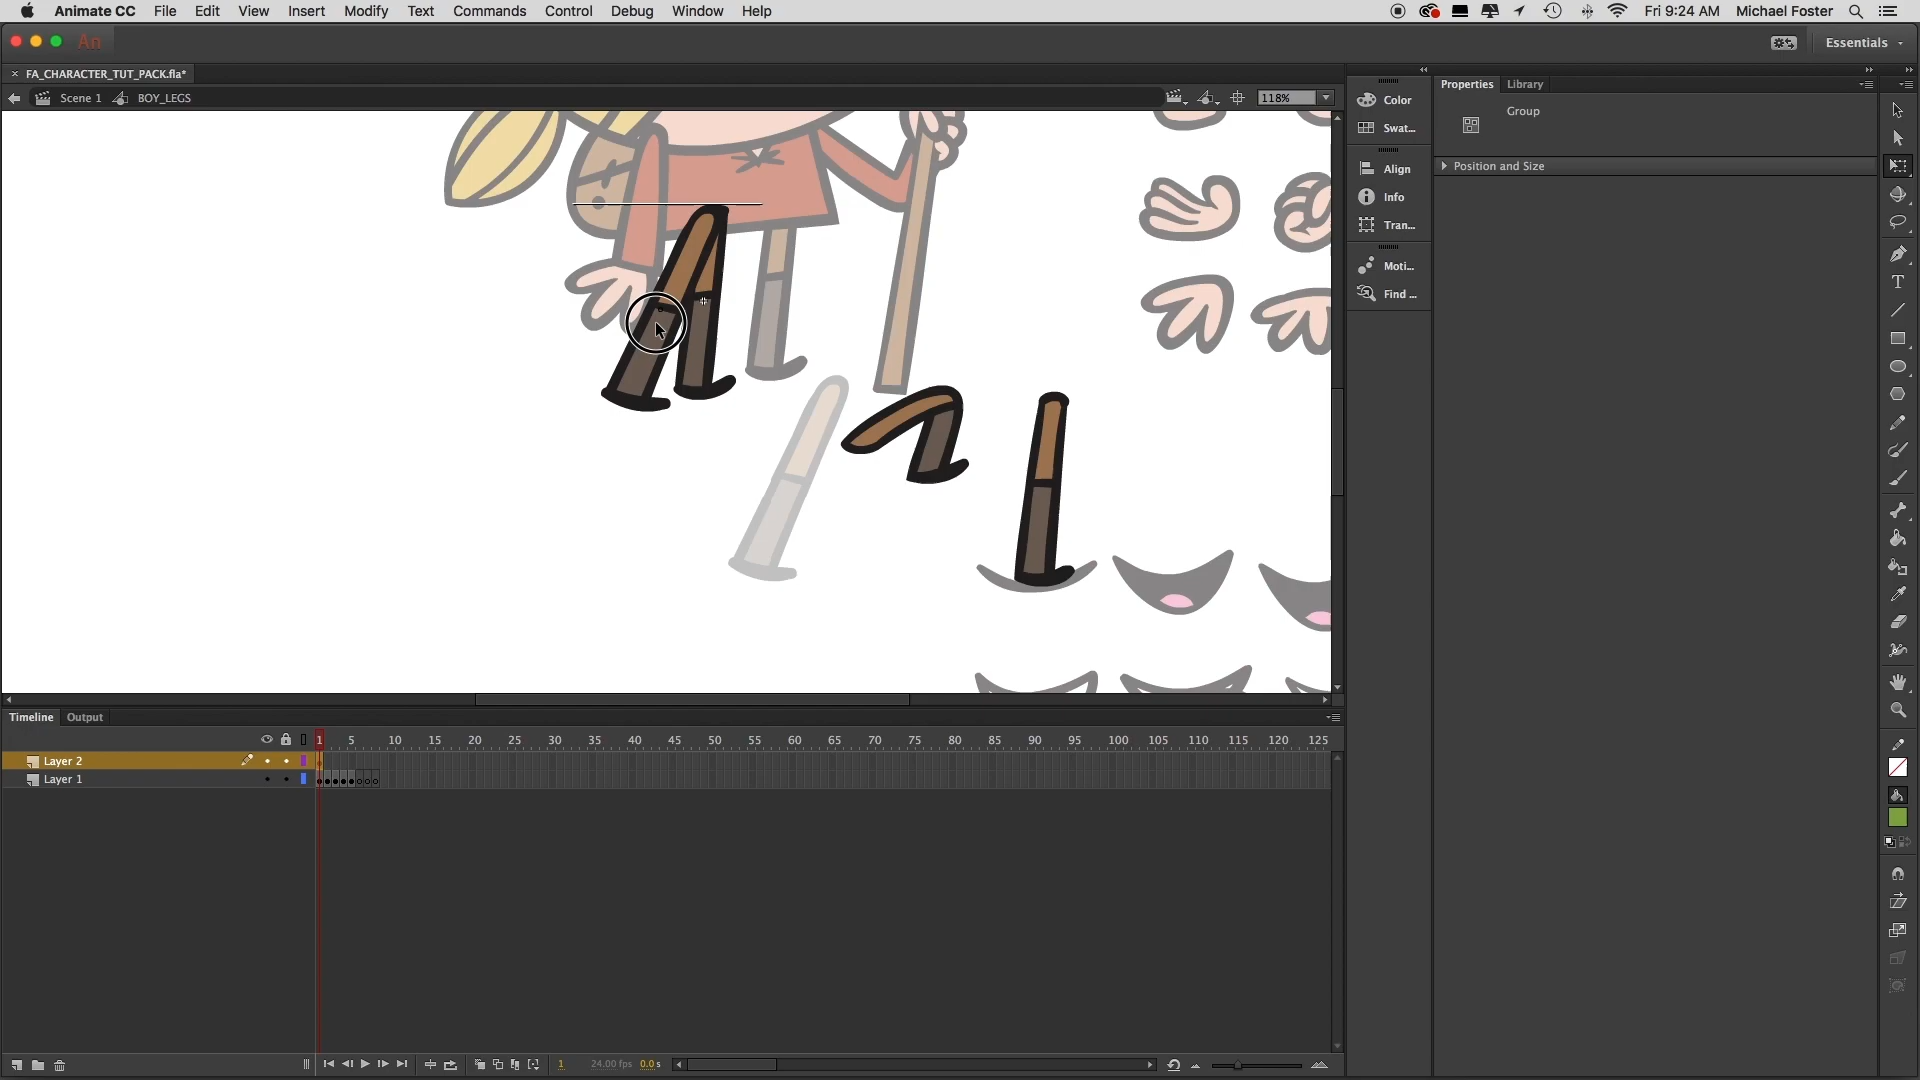 Animate CC File Edit View Insert Modify Text Commands Control Debug Window Help Fri 9:24 AM Michael Foster
An Essentials
× FA_CHARACTER_TUT_PACK.fla*
Scene 1 BOY_LEGS 118%
Properties Library
Group
Position and Size
Color
Swat...
Align
Info
Tran...
Moti...
Find ...
T
Timeline Output
1 5 10 15 20 25 30 35 40 45 50 55 60 65 70 75 80 85 90 95 100 105 110 115 120 125
Layer 2
Layer 1
1 24.00 fps 0.0 s